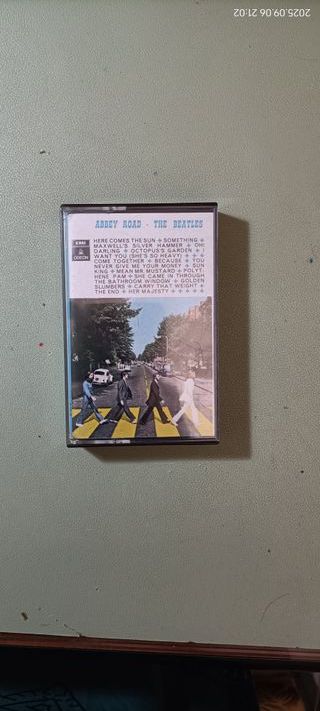 2025.09.06 21:02
ABBEY ROAD - THE BEATLES
EMI
ODEON
HERE COMES THE SUN + SOMETHING +
MAXWELL'S SILVER HAMMER + OH!
DARLING + OCTOPUS'S GARDEN +
WANT YOU (SHE'S SO HEAVY) + + +
COME TOGETHER + BECAUSE + YOU
NEVER GIVE ME YOUR MONEY + SUN
KING + MEAN MR. MUSTARD + POLYT-
HENE PAM + SHE CAME IN THROUGH
THE BATHROOM WINDOW + GOLDEN
SLUMBERS + CARRY THAT WEIGHT +
THE END + HER MAJESTY + + + + +